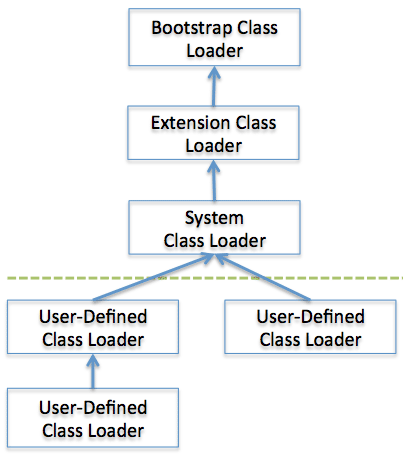 Bootstrap Class
Loader
Extension Class
Loader
System
Class Loader
User-Defined
Class Loader
User-Defined
Class Loader
User-Defined
Class Loader